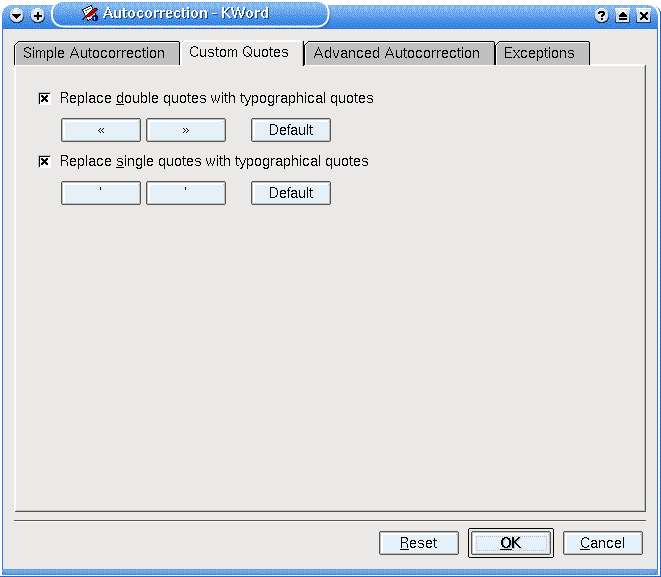 Autocorrection - KWord
Simple Autocorrection Custom Quotes Advanced Autocorrection Exceptions
Replace double quotes with typographical quotes
« » Default
Replace single quotes with typographical quotes
' ' Default
Reset OK Cancel